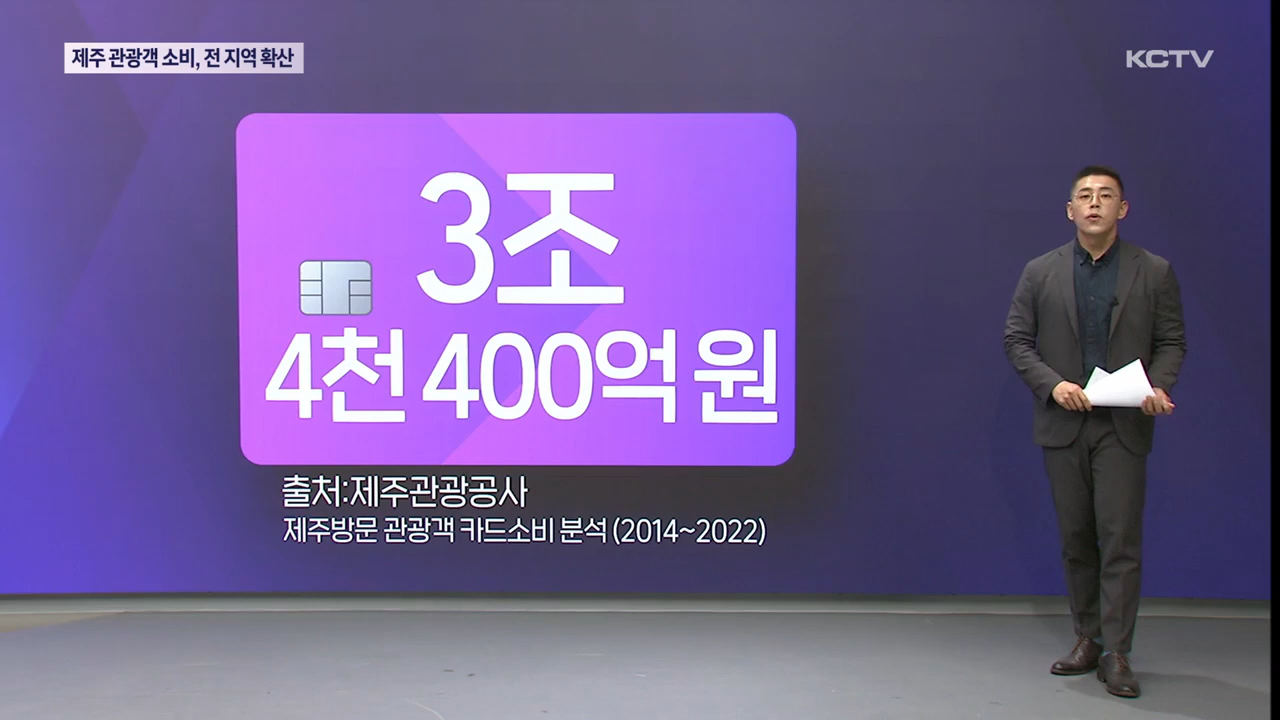 제주 관광객 소비, 전 지역 확산
KCTV
3조
4천 400억 원
출처:제주관광공사
제주방문 관광객 카드소비 분석 (2014~2022)